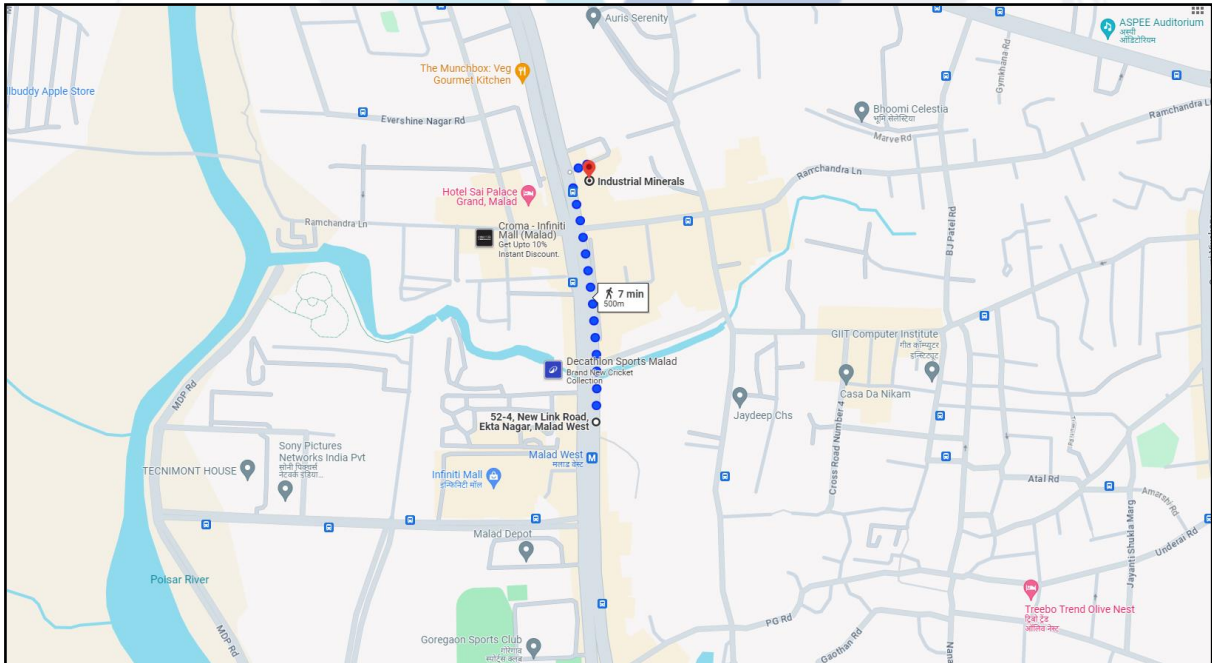 Auris Serenity
ASPEE Auditorium
अस्पी
ऑडिटोरियम
The Munchbox: Veg
Gourmet Kitchen
lbuddy Apple Store
Gymkhana Rd
Evershine Nagar Rd
Bhoomi Celestia
भूमि सेलेस्टिया
Marve Rd
Ramchandra Ln
Ramchandra Ln
Industrial Minerals
Hotel Sai Palace
Grand, Malad
Ramchandra Ln
Croma - Infiniti
Mall (Malad)
Get Upto 10%
Instant Discount.
BJ Patel Rd
7 min
500m
GIIT Computer Institute
गीत कॉम्प्युटर
इन्स्टिट्यूट
Decathlon Sports Malad
Brand New Cricket
Collection
Casa Da Nikam
MDP Rd
52-4, New Link Road,
Ekta Nagar, Malad West
Jaydeep Chs
Cross Road Number 4
Malad West
मालाड वेस्ट
M
Sony Pictures
Networks India Pvt
सोनी पिक्चर्स
नेटवर्क इंडिया...
TECNIMONT HOUSE
Infiniti Mall
इन्फिनिटी मॉल
Atal Rd
Amarshi Rd
Malad Depot
Jayanti Shukla Marg
Underai Rd
Poisar River
Treebo Trend Olive Nest
ट्रिबो ट्रेंड
ऑलिव नेस्ट
PG Rd
MDP Rd
Goregaon Sports Club
गोरेगाव
स्पोर्ट्स क्लब
Gaothan Rd